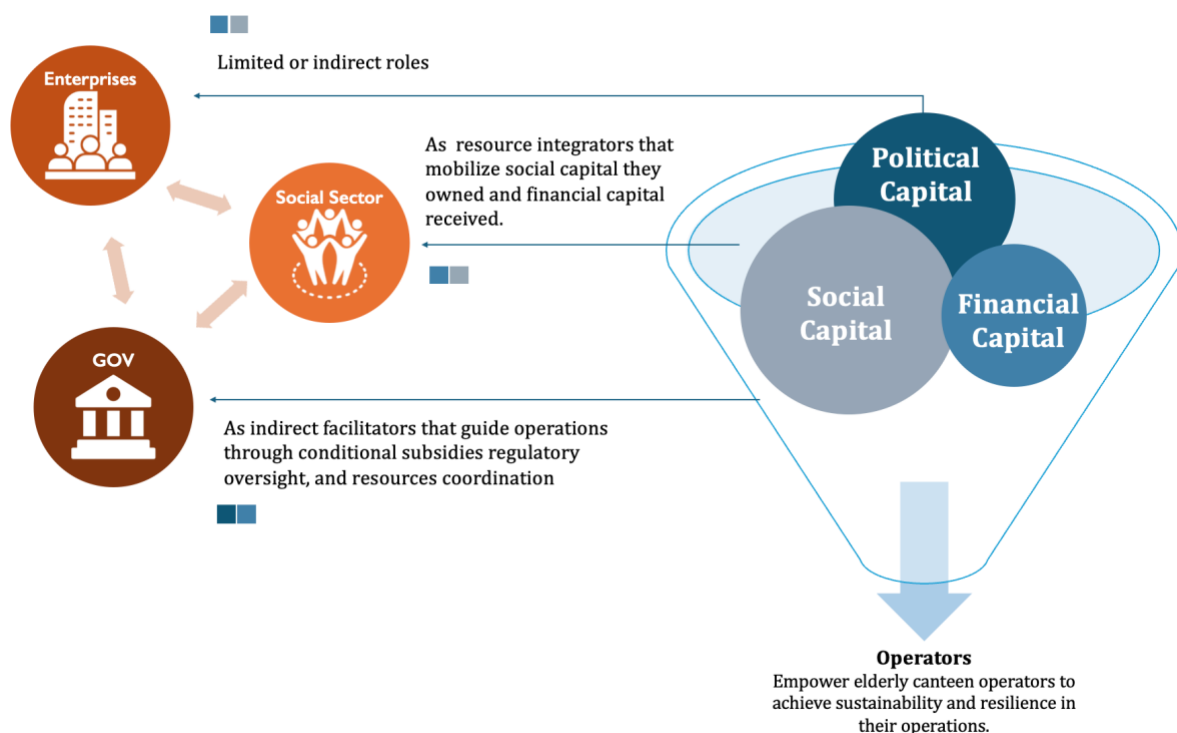 Enterprises
Limited or indirect roles
As  resource integrators that
mobilize social capital they
owned and financial capital
received.
Social Sector
Political
Capital
Social
Capital
Financial
Capital
GOV
As indirect facilitators that guide operations
through conditional subsidies regulatory
oversight, and resources coordination
Operators
Empower elderly canteen operators to
achieve sustainability and resilience in
their operations.